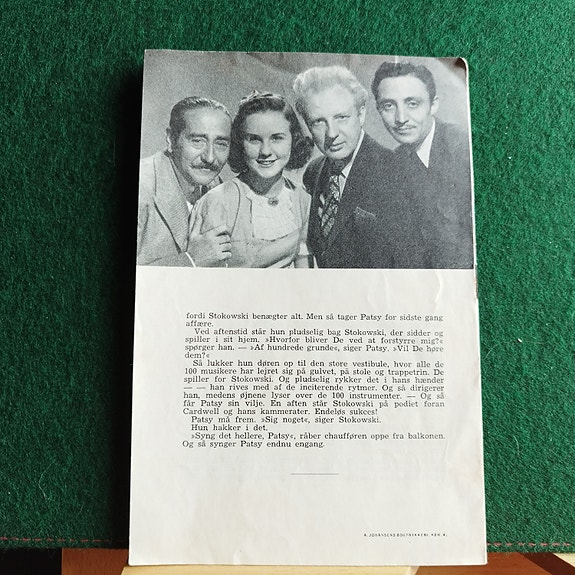 fordi Stokowski benægter alt. Men så tager Patsy for sidste gang
affære.
Ved aftenstid står hun pludselig bag Stokowski, der sidder og
spiller i sit hjem. »Hvorfor bliver De ved at forstyrre mig?«
spørger han. — »Af hundrede grunde«, siger Patsy. »Vil De høre
dem?«
Så lukker hun døren op til den store vestibule, hvor alle de
100 musikere har lejret sig på gulvet, på stole og trappetrin. De
spiller for Stokowski. Og pludselig rykker det i hans hænder
— — han rives med af de inciterende rytmer. Og så dirigerer
han, medens øjnene lyser over de 100 instrumenter. — Og så
får Patsy sin vilje. En aften står Stokowski på podiet foran
Cardwell og hans kammerater. Endeløs sukces!
Patsy må frem. »Sig noget«, siger Stokowski.
Hun hakker i det.
»Syng det hellere, Patsy«, råber chaufføren oppe fra balkonen.
Og så synger Patsy endnu engang.
BOGTRYKKERI, KBH.